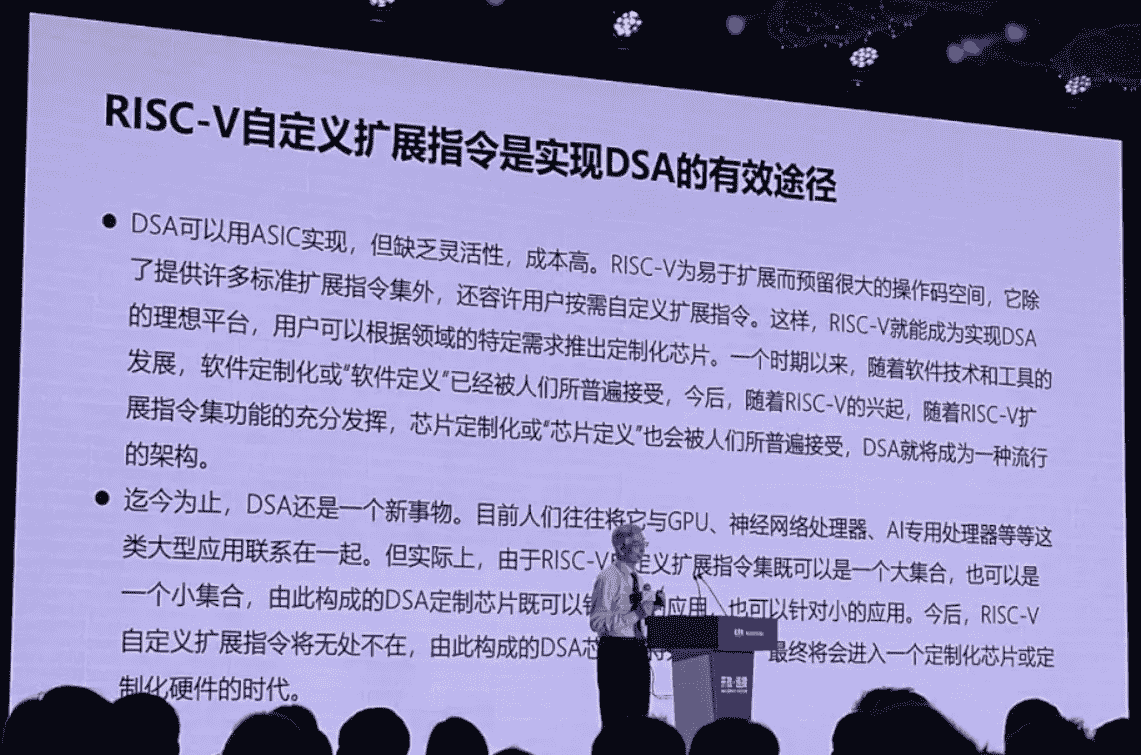 RISC-V自定义扩展指令是实现DSA的有效途径
● DSA可以用ASIC实现，但缺乏灵活性，成本高。RISC-V为易于扩展而预留很大的操作码空间，它除
了提供许多标准扩展指令集外，还容许用户按需自定义扩展指令。这样，RISC-V就能成为实现DSA
的理想平台，用户可以根据领域的特定需求推出定制化芯片。一个时期以来，随着软件技术和工具的
发展，软件定制化或“软件定义”已经被人们所普遍接受，今后，随着RISC-V的兴起，随着RISC-V扩
展指令集功能的充分发挥，芯片定制化或“芯片定义”也会被人们所普遍接受，DSA就将成为一种流行
的架构。
● 迄今为止，DSA还是一个新事物。目前人们往往将它与GPU、神经网络处理器、AI专用处理器等等这
类大型应用联系在一起。但实际上，由于RISC-V定义扩展指令集既可以是一个大集合，也可以是
一个小集合，由此构成的DSA定制芯片既可以 应用，也可以针对小的应用。今后，RISC-V
自定义扩展指令将无处不在，由此构成的DSA芯 最终将会进入一个定制化芯片或定
制化硬件的时代。